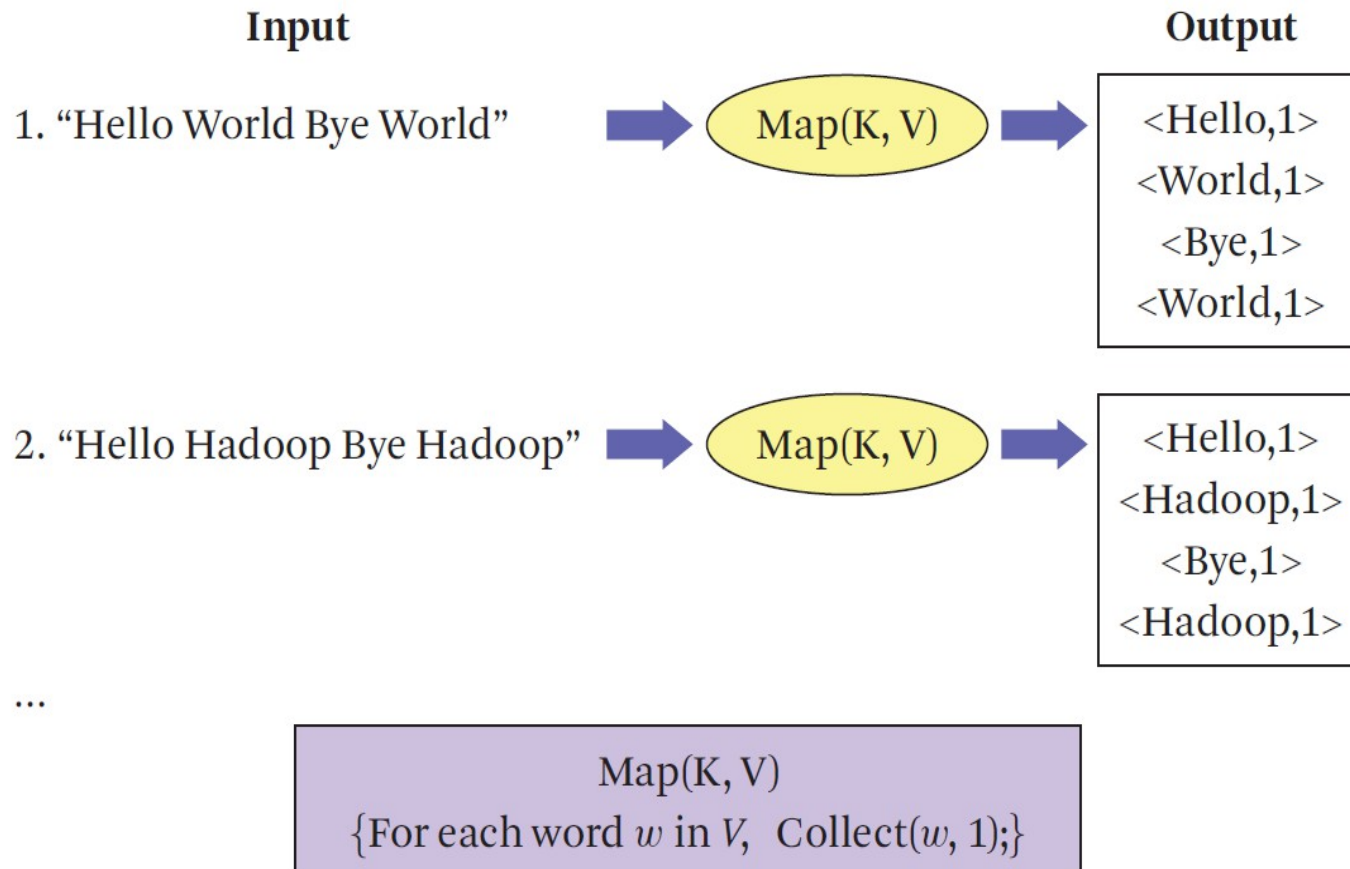 Input Output
1. “Hello World Bye World” Map(K, V) <Hello,1>
<World,1>
<Bye,1>
<World,1>
2. “Hello Hadoop Bye Hadoop” Map(K, V) <Hello,1>
<Hadoop,1>
<Bye,1>
<Hadoop,1>
...
Map(K, V)
{For each word w in V, Collect(w, 1);}